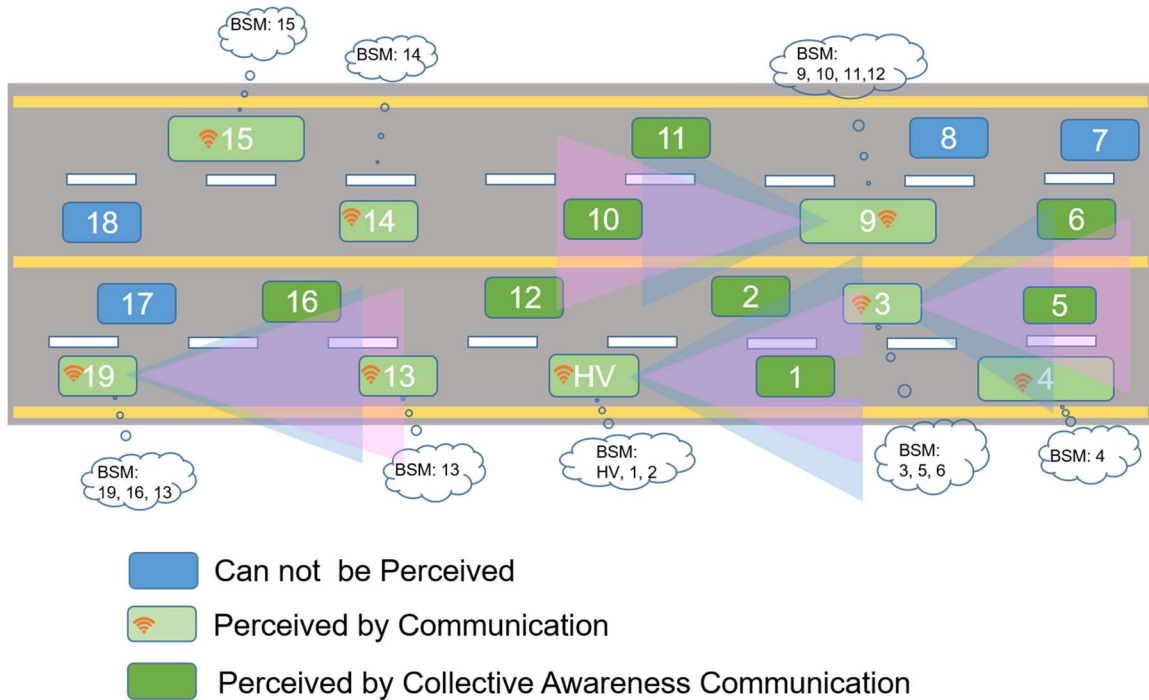 BSM: 15
BSM: 14
BSM:
9, 10, 11,12
15
11
8
7
18
14
10
9
6
17
16
12
2
3
5
19
13
HV
1
4
BSM:
19, 16, 13
BSM: 13
BSM:
HV, 1, 2
BSM:
3, 5, 6
BSM: 4
Can not be Perceived
Perceived by Communication
Perceived by Collective Awareness Communication